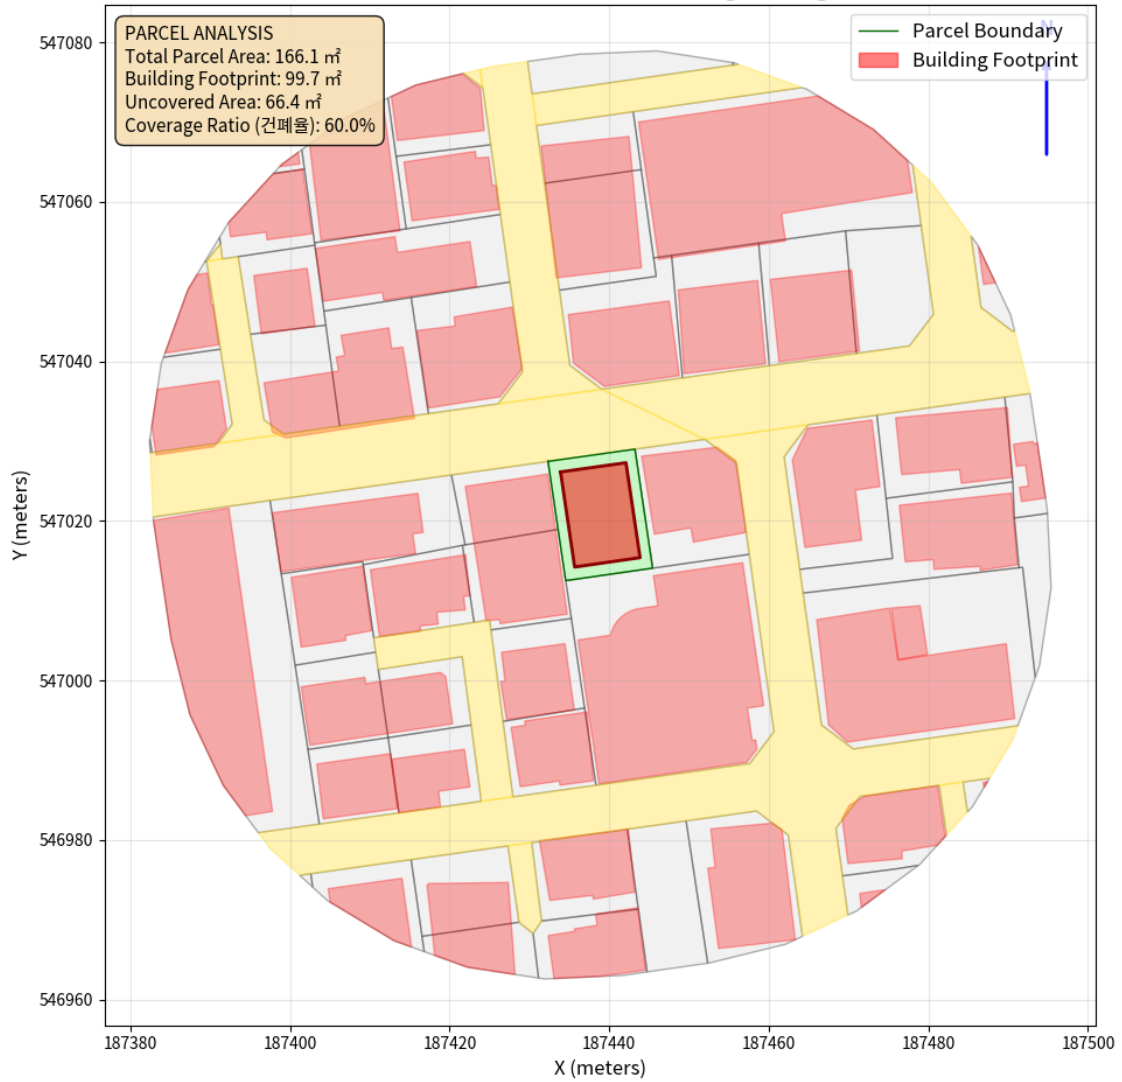 PARCEL ANALYSIS
Total Parcel Area: 166.1 ㎡
Building Footprint: 99.7 ㎡
Uncovered Area: 66.4 ㎡
Coverage Ratio (건폐율): 60.0%
Parcel Boundary
Building Footprint
N
547080
547060
547040
547020
547000
546980
546960
Y (meters)
187380 187400 187420 187440 187460 187480 187500
X (meters)